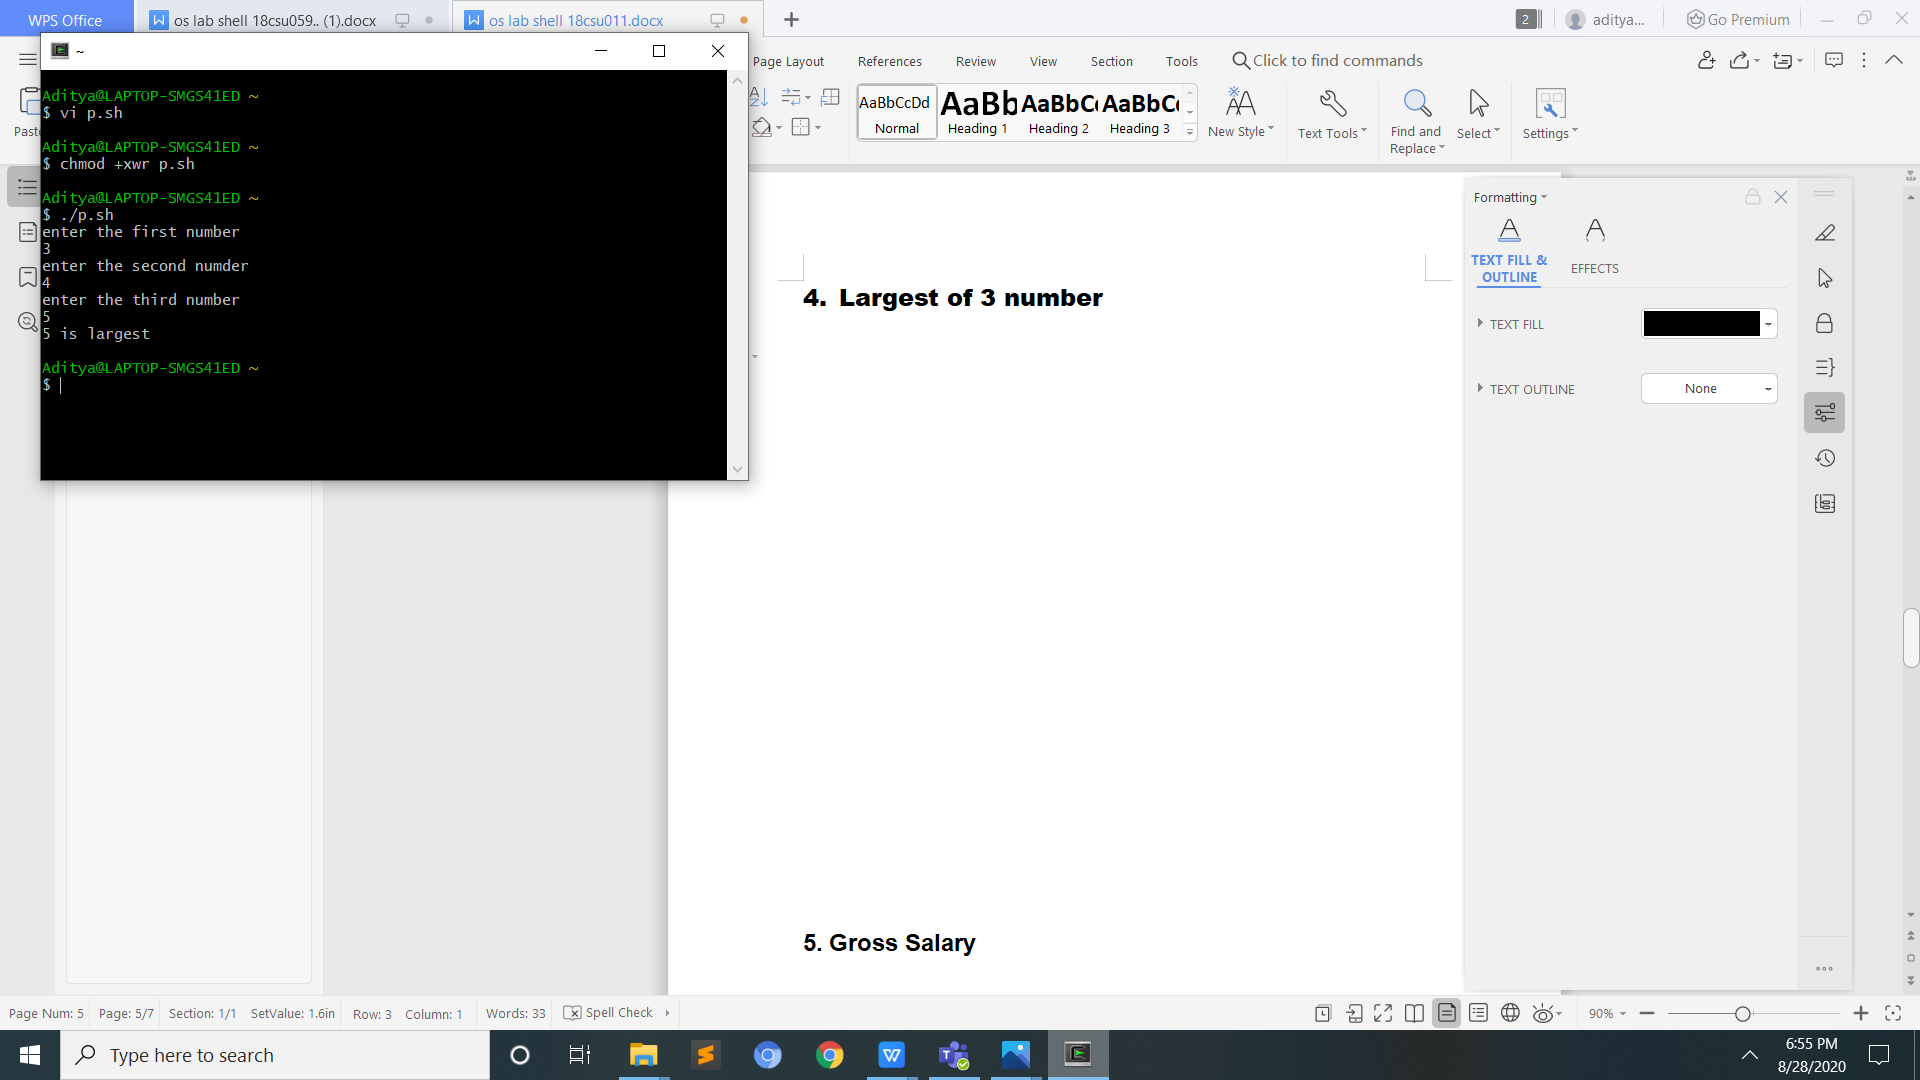 WPS Office
os lab shell 18csu059.. (1).docx
os lab shell 18csu011.docx
2
aditya...
Go Premium
~
Page Layout
References
Review
View
Section
Tools
Click to find commands
AaBbCcDd
Normal
AaBb
Heading 1
AaBbC
Heading 2
AaBbC
Heading 3
New Style
Text Tools
Find and
Replace
Select
Settings
Aditya@LAPTOP-SMGS41ED ~
$ vi p.sh
Aditya@LAPTOP-SMGS41ED ~
$ chmod +xwr p.sh
Aditya@LAPTOP-SMGS41ED ~
$ ./p.sh
enter the first number
3
enter the second numder
4
enter the third number
5
5 is largest
Aditya@LAPTOP-SMGS41ED ~
$
4. Largest of 3 number
5. Gross Salary
Formatting
TEXT FILL &
OUTLINE
EFFECTS
TEXT FILL
TEXT OUTLINE
None
Page Num: 5
Page: 5/7
Section: 1/1
SetValue: 1.6in
Row: 3
Column: 1
Words: 33
Spell Check
90%
Type here to search
6:55 PM
8/28/2020